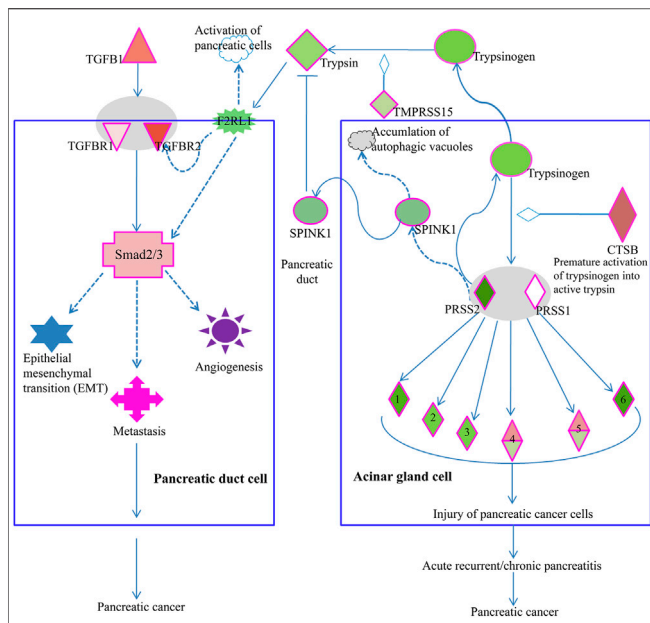 Activation of
pancreatic cells
TGFB1
Trypsin
Trypsinogen
TMPRSS15
F2RL1
TGFBR1
TGFBR2
Accumlation of
autophagic vacuoles
Trypsinogen
SPINK1
SPINK1
CTSB
Pancreatic
duct
Premature activation
of trypsinogen into
active trypsin
Smad2/3
PRSS2
PRSS1
Epithelial
mesenchymal
transition (EMT)
Angiogenesis
Metastasis
1
2
3
4
5
6
Pancreatic duct cell
Acinar gland cell
Injury of pancreatic cancer cells
Acute recurrent/chronic pancreatitis
Pancreatic cancer
Pancreatic cancer